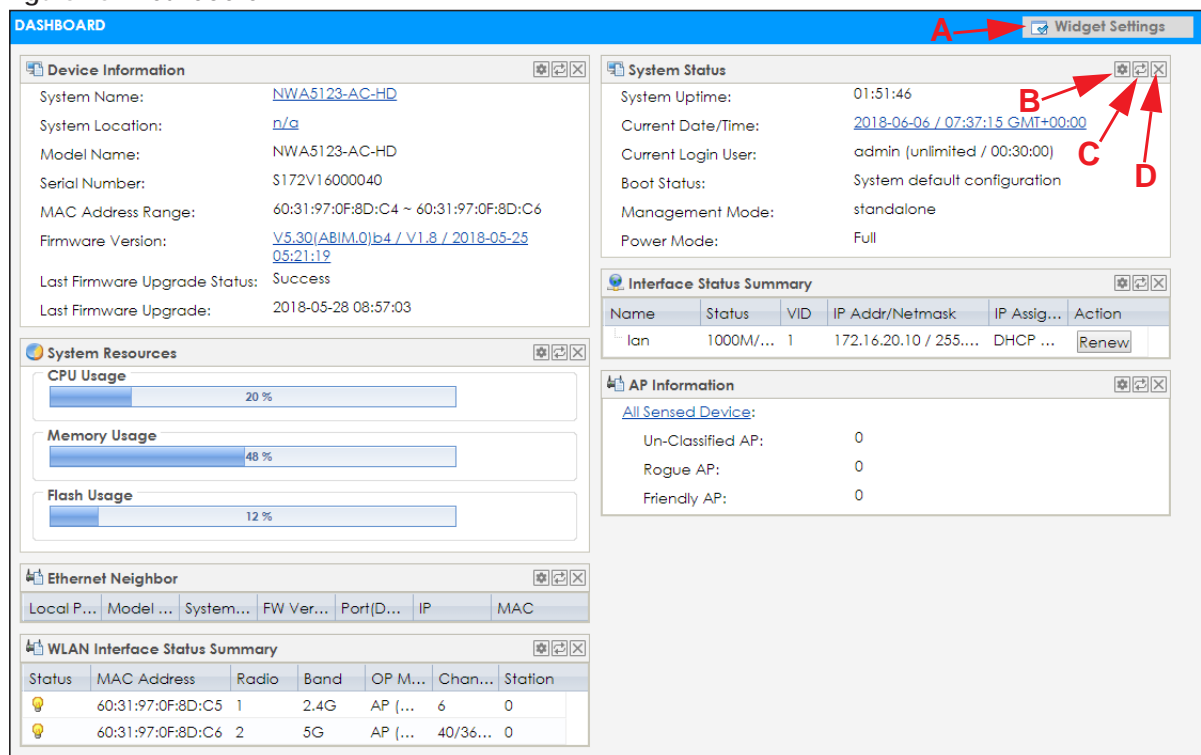 DASHBOARD
A
Widget Settings
Device Information
System Name: NWA5123-AC-HD
System Location: n/a
Model Name: NWA5123-AC-HD
Serial Number: S172V16000040
MAC Address Range: 60:31:97:0F:8D:C4 ~ 60:31:97:0F:8D:C6
Firmware Version: V5.30(ABIM.0)b4 / V1.8 / 2018-05-25
05:21:19
Last Firmware Upgrade Status: Success
Last Firmware Upgrade: 2018-05-28 08:57:03
System Resources
CPU Usage
20 %
Memory Usage
48 %
Flash Usage
12 %
Ethernet Neighbor
Local P... Model ... System... FW Ver... Port(D... IP MAC
WLAN Interface Status Summary
Status MAC Address Radio Band OP M... Chan... Station
60:31:97:0F:8D:C5 1 2.4G AP (... 6 0
60:31:97:0F:8D:C6 2 5G AP (... 40/36... 0
System Status
System Uptime: 01:51:46
B
Current Date/Time: 2018-06-06 / 07:37:15 GMT+00:00
Current Login User: admin (unlimited / 00:30:00)
C
D
Boot Status: System default configuration
Management Mode: standalone
Power Mode: Full
Interface Status Summary
Name Status VID IP Addr/Netmask IP Assig... Action
lan 1000M/... 1 172.16.20.10 / 255.... DHCP ... Renew
AP Information
All Sensed Device:
Un-Classified AP: 0
Rogue AP: 0
Friendly AP: 0